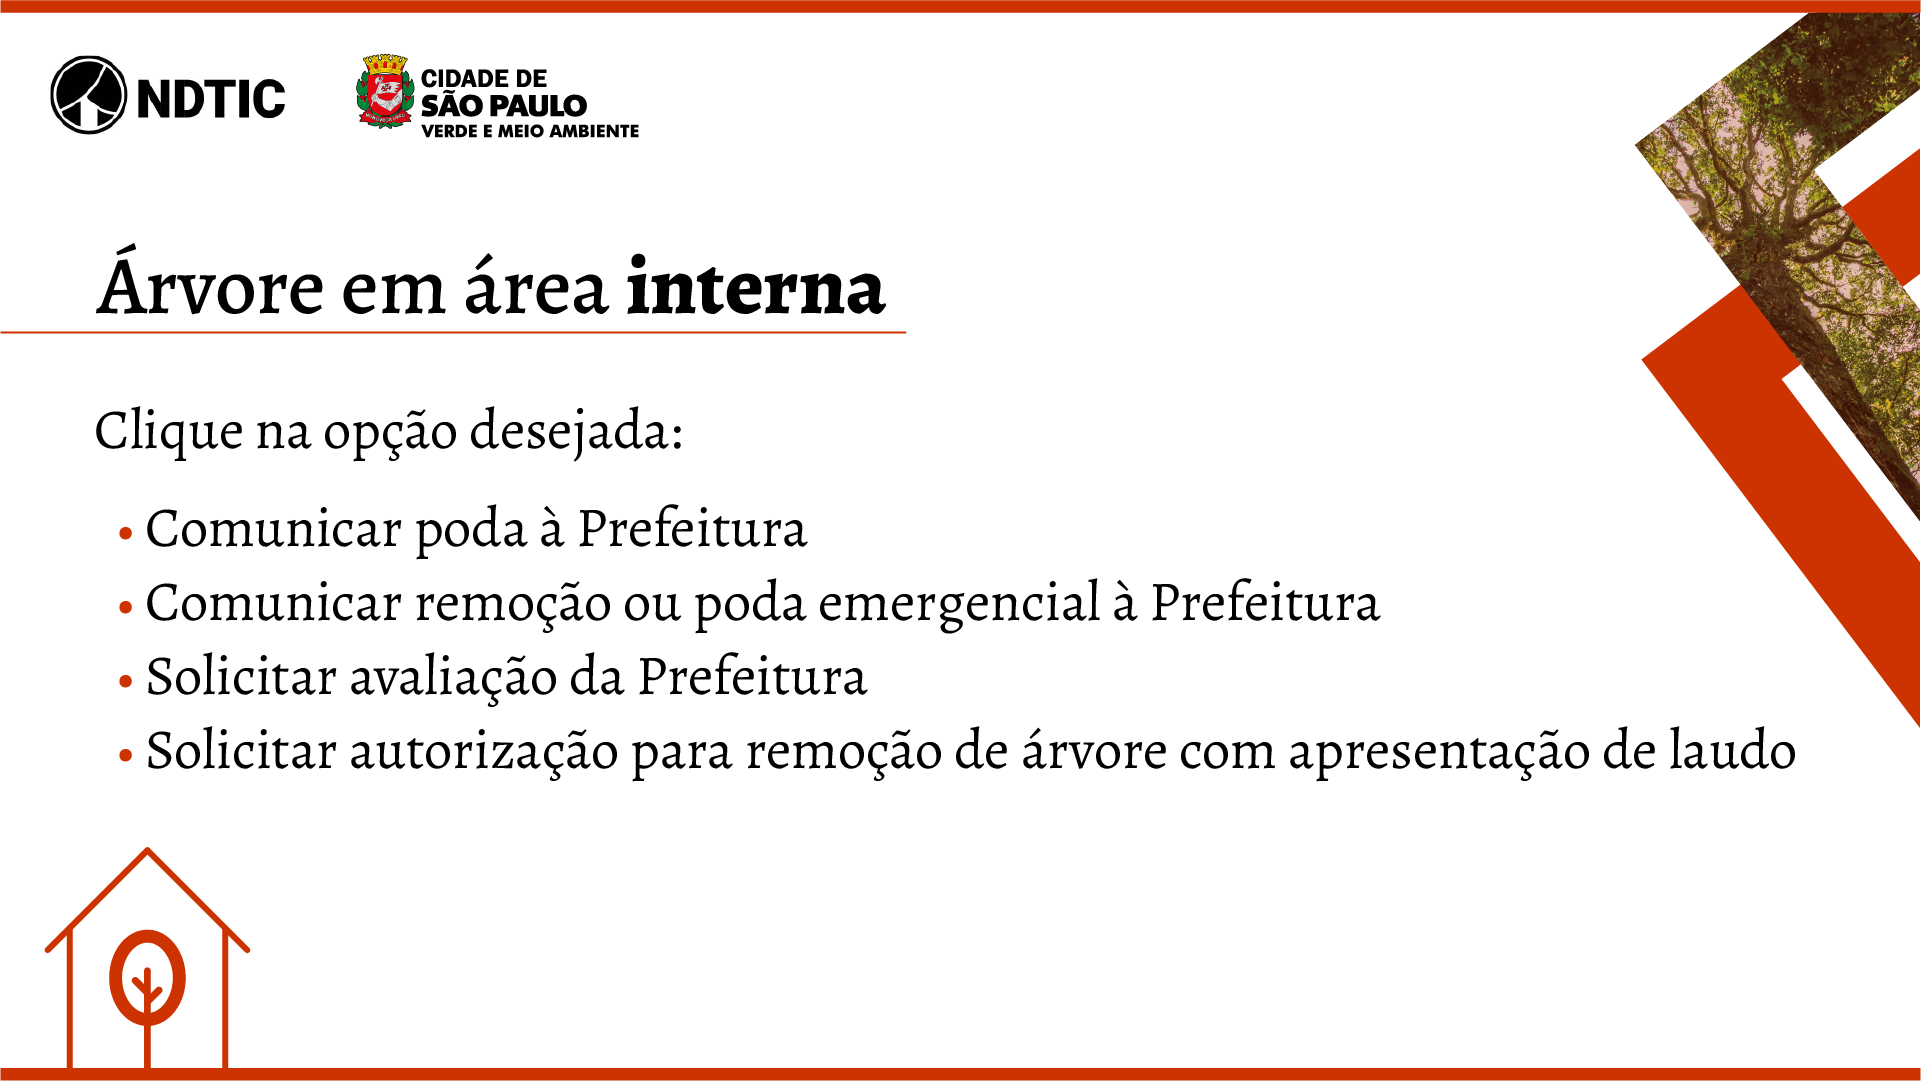 NDTIC
CIDADE DE
SÃO PAULO
VERDE E MEIO AMBIENTE
Árvore em área interna
Clique na opção desejada:
• Comunicar poda à Prefeitura
• Comunicar remoção ou poda emergencial à Prefeitura
• Solicitar avaliação da Prefeitura
• Solicitar autorização para remoção de árvore com apresentação de laudo